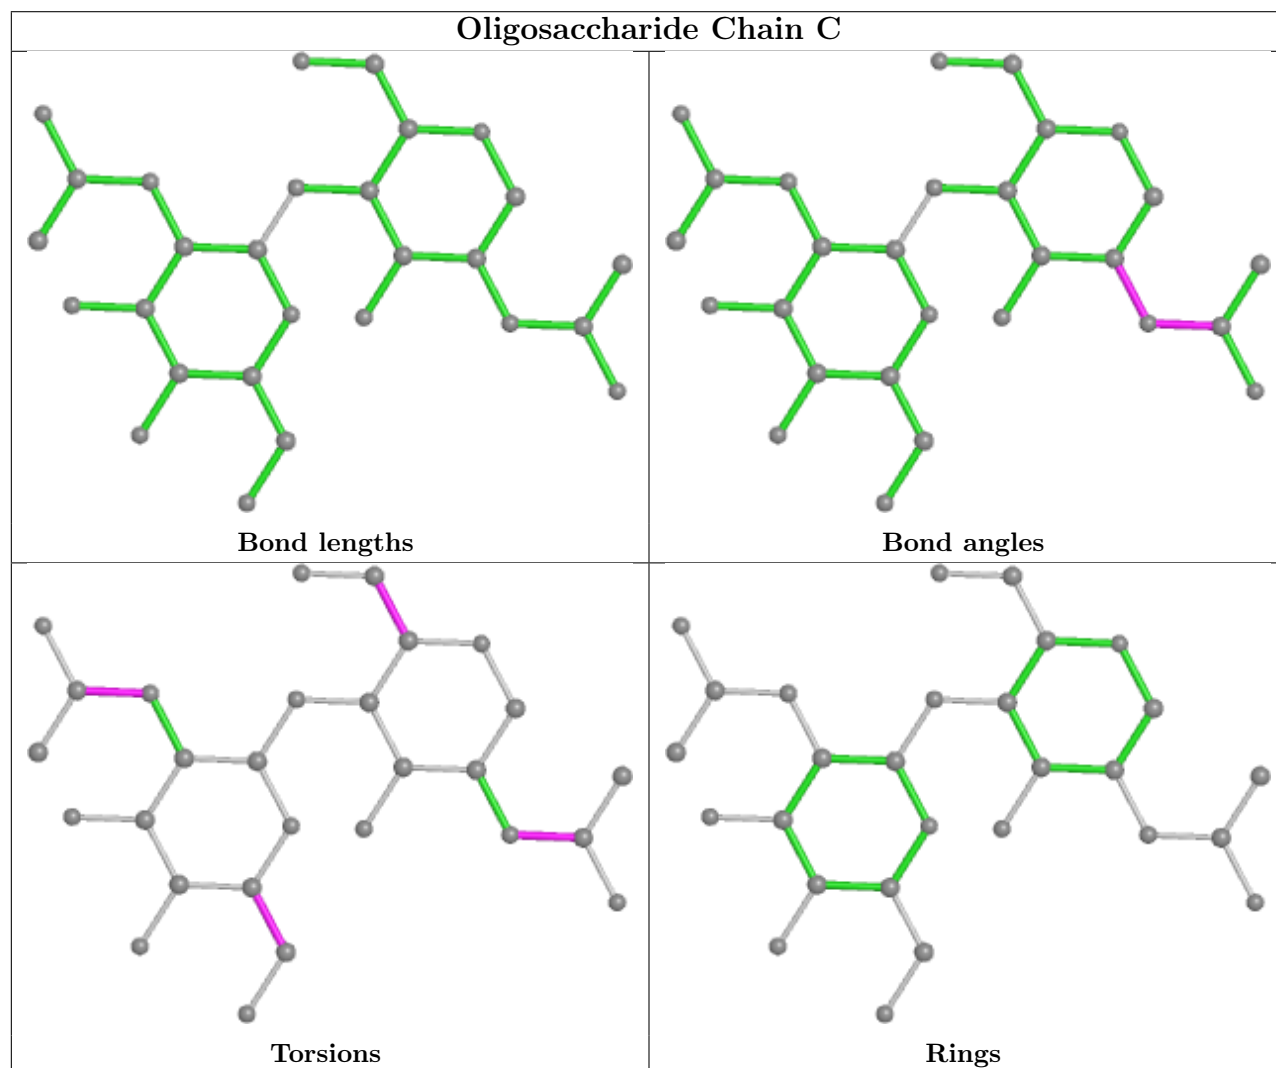 Oligosaccharide Chain C
Bond lengths
Bond angles
Torsions
Rings